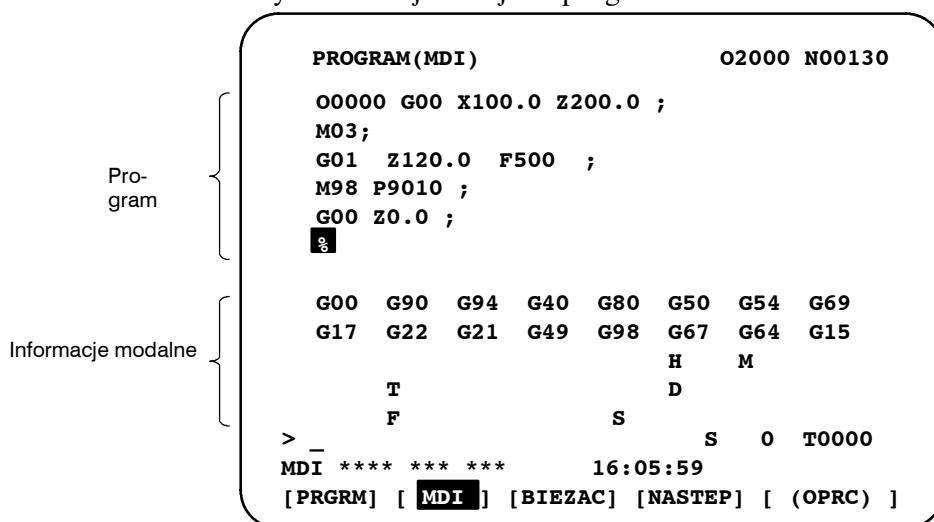 PROGRAM(MDI) O2000 N00130
O0000 G00 X100.0 Z200.0 ;
M03;
G01 Z120.0 F500 ;
M98 P9010 ;
G00 Z0.0 ;
%
Pro-
gram
G00 G90 G94 G40 G80 G50 G54 G69
G17 G22 G21 G49 G98 G67 G64 G15
H M
T D
F S
Informacje modalne
> _ S 0 T0000
MDI **** *** *** 16:05:59
[PRGRM] [ MDI ] [BIEZAC] [NASTEP] [ (OPRC) ]